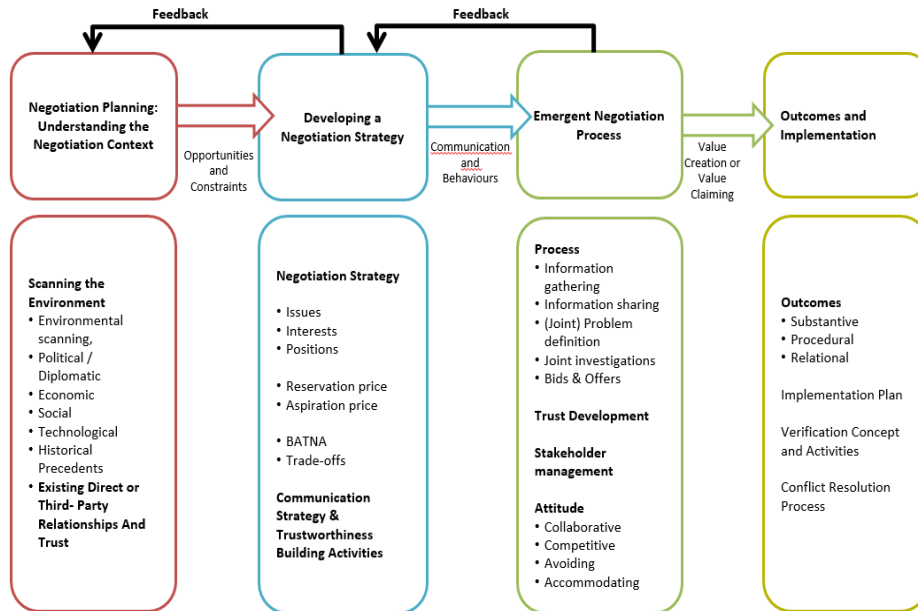 Feedback
Feedback
Negotiation Planning:
Understanding the
Negotiation Context
Opportunities
and
Constraints
Developing a
Negotiation Strategy
Communication
and
Behaviours
Emergent Negotiation
Process
Value
Creation or
Value
Claiming
Outcomes and
Implementation
Scanning the
Environment
• Environmental
scanning,
• Political /
Diplomatic
• Economic
• Social
• Technological
• Historical
Precedents
• Existing Direct or
Third- Party
Relationships And
Trust
Negotiation Strategy
• Issues
• Interests
• Positions
• Reservation price
• Aspiration price
• BATNA
• Trade-offs
Communication
Strategy &
Trustworthiness
Building Activities
Process
• Information
gathering
• Information sharing
• (Joint) Problem
definition
• Joint investigations
• Bids & Offers
Trust Development
Stakeholder
management
Attitude
• Collaborative
• Competitive
• Avoiding
• Accommodating
Outcomes
• Substantive
• Procedural
• Relational
Implementation Plan
Verification Concept
and Activities
Conflict Resolution
Process